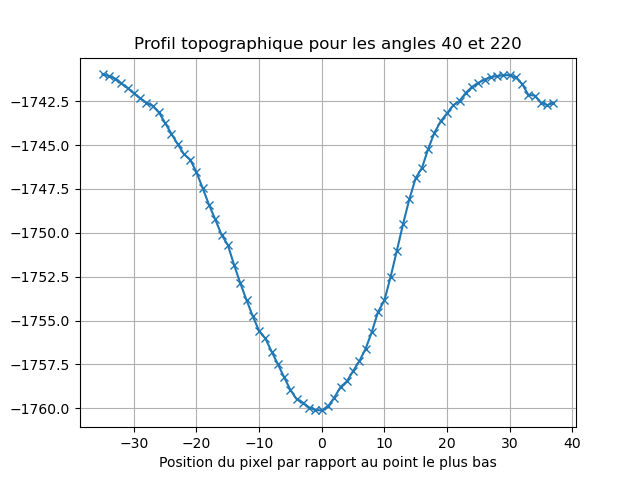 Profil topographique pour les angles 40 et 220
−1742.5
−1745.0
−1747.5
−1750.0
−1752.5
−1755.0
−1757.5
−1760.0
−30 −20 −10 0 10 20 30 40
Position du pixel par rapport au point le plus bas